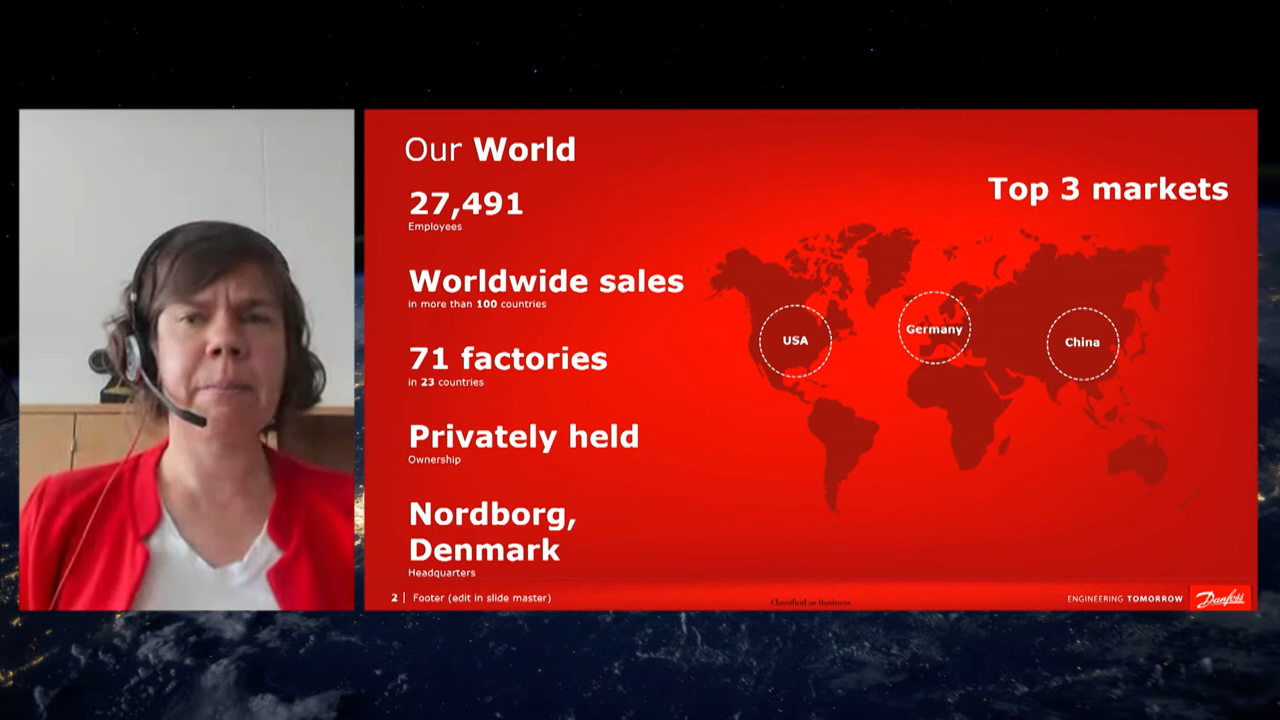 Our World
27,491
Employees
Worldwide sales
in more than 100 countries
71 factories
in 23 countries
Privately held
Ownership
Nordborg,
Denmark
Headquarters
Top 3 markets
USA
Germany
China
2 | Footer (edit in slide master)
Classified as Business
ENGINEERING TOMORROW
Danfoss